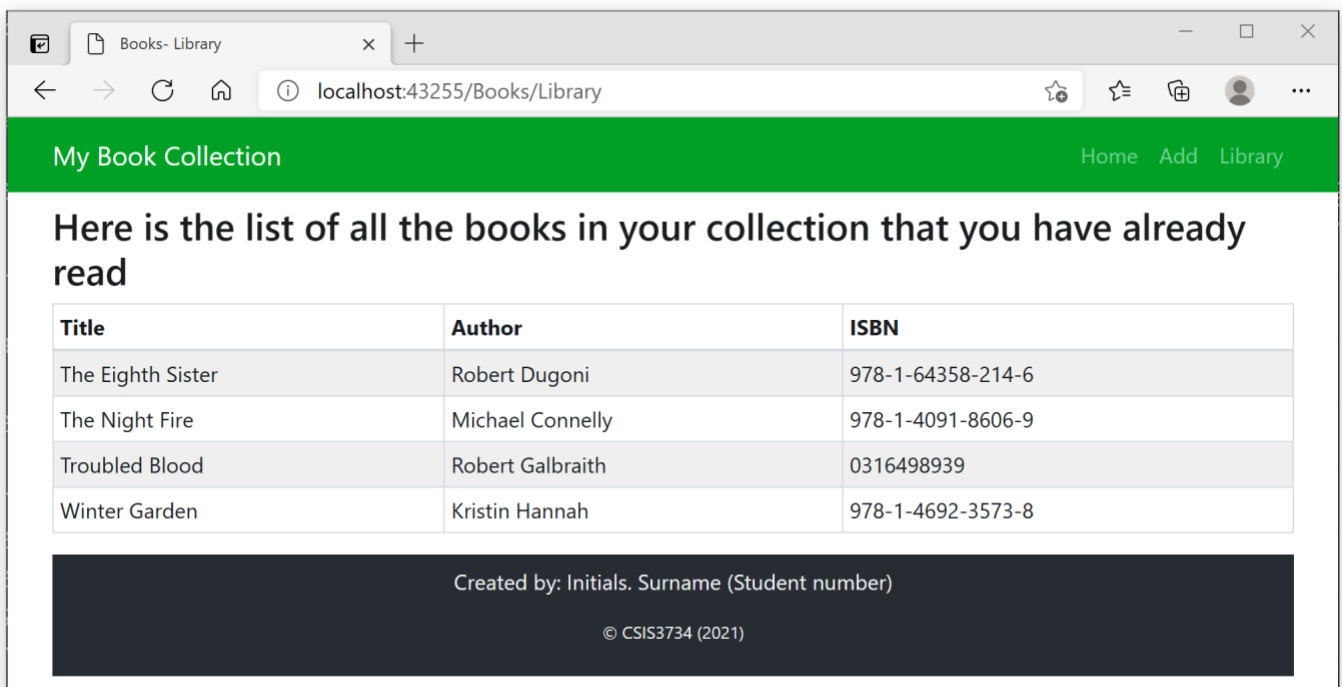 Books- Library
localhost:43255/Books/Library
My Book Collection Home Add Library
Here is the list of all the books in your collection that you have already
read
Title Author ISBN
The Eighth Sister Robert Dugoni 978-1-64358-214-6
The Night Fire Michael Connelly 978-1-4091-8606-9
Troubled Blood Robert Galbraith 0316498939
Winter Garden Kristin Hannah 978-1-4692-3573-8
Created by: Initials. Surname (Student number)
© CSIS3734 (2021)